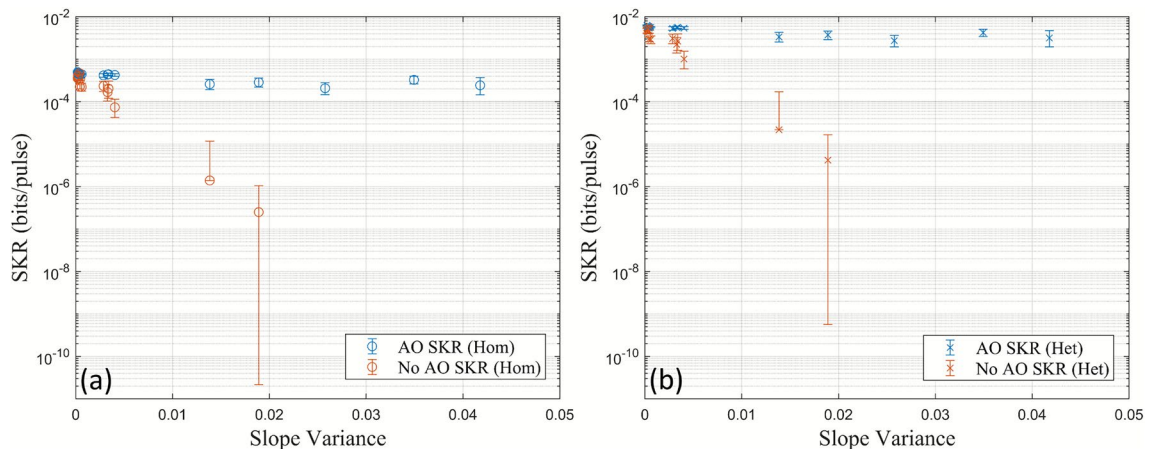 10^-2
10^-4
10^-6
10^-8
10^-10
SKR (bits/pulse)
AO SKR (Hom)
No AO SKR (Hom)
(a)
0 0.01 0.02 0.03 0.04 0.05
Slope Variance
10^-2
10^-4
10^-6
10^-8
10^-10
SKR (bits/pulse)
AO SKR (Het)
No AO SKR (Het)
(b)
0 0.01 0.02 0.03 0.04 0.05
Slope Variance